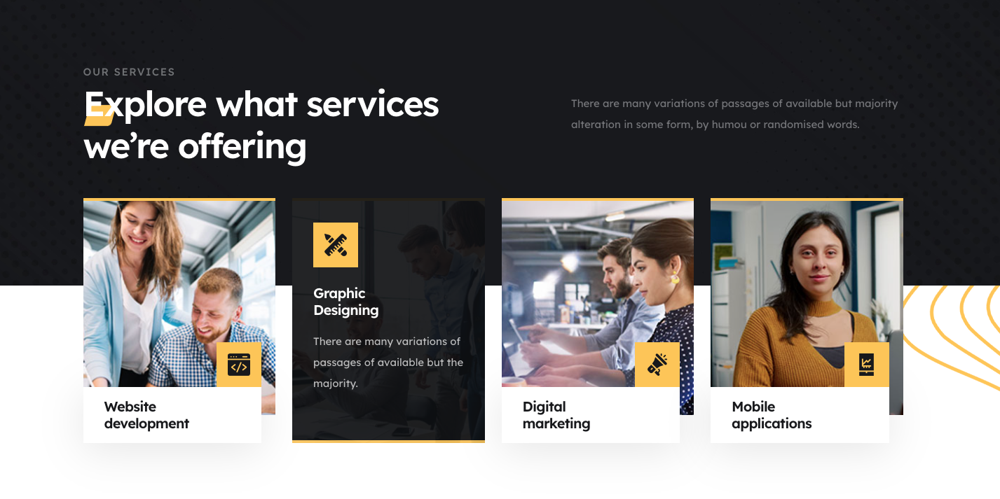 OUR SERVICES
Explore what services
we’re offering
There are many variations of passages of available but majority
alteration in some form, by humou or randomised words.
Website
development
Graphic
Designing
There are many variations of
passages of available but the
majority.
Digital
marketing
Mobile
applications